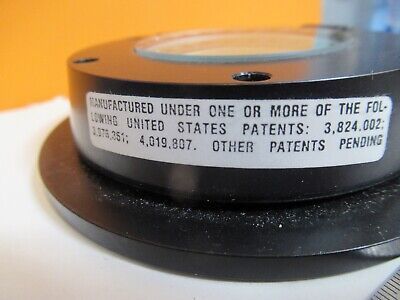 MANUFACTURED UNDER ONE OR MORE OF THE FOL-
LOWING UNITED STATES PATENTS: 3,824,002;
3,976,351; 4,019,807. OTHER PATENTS PENDING